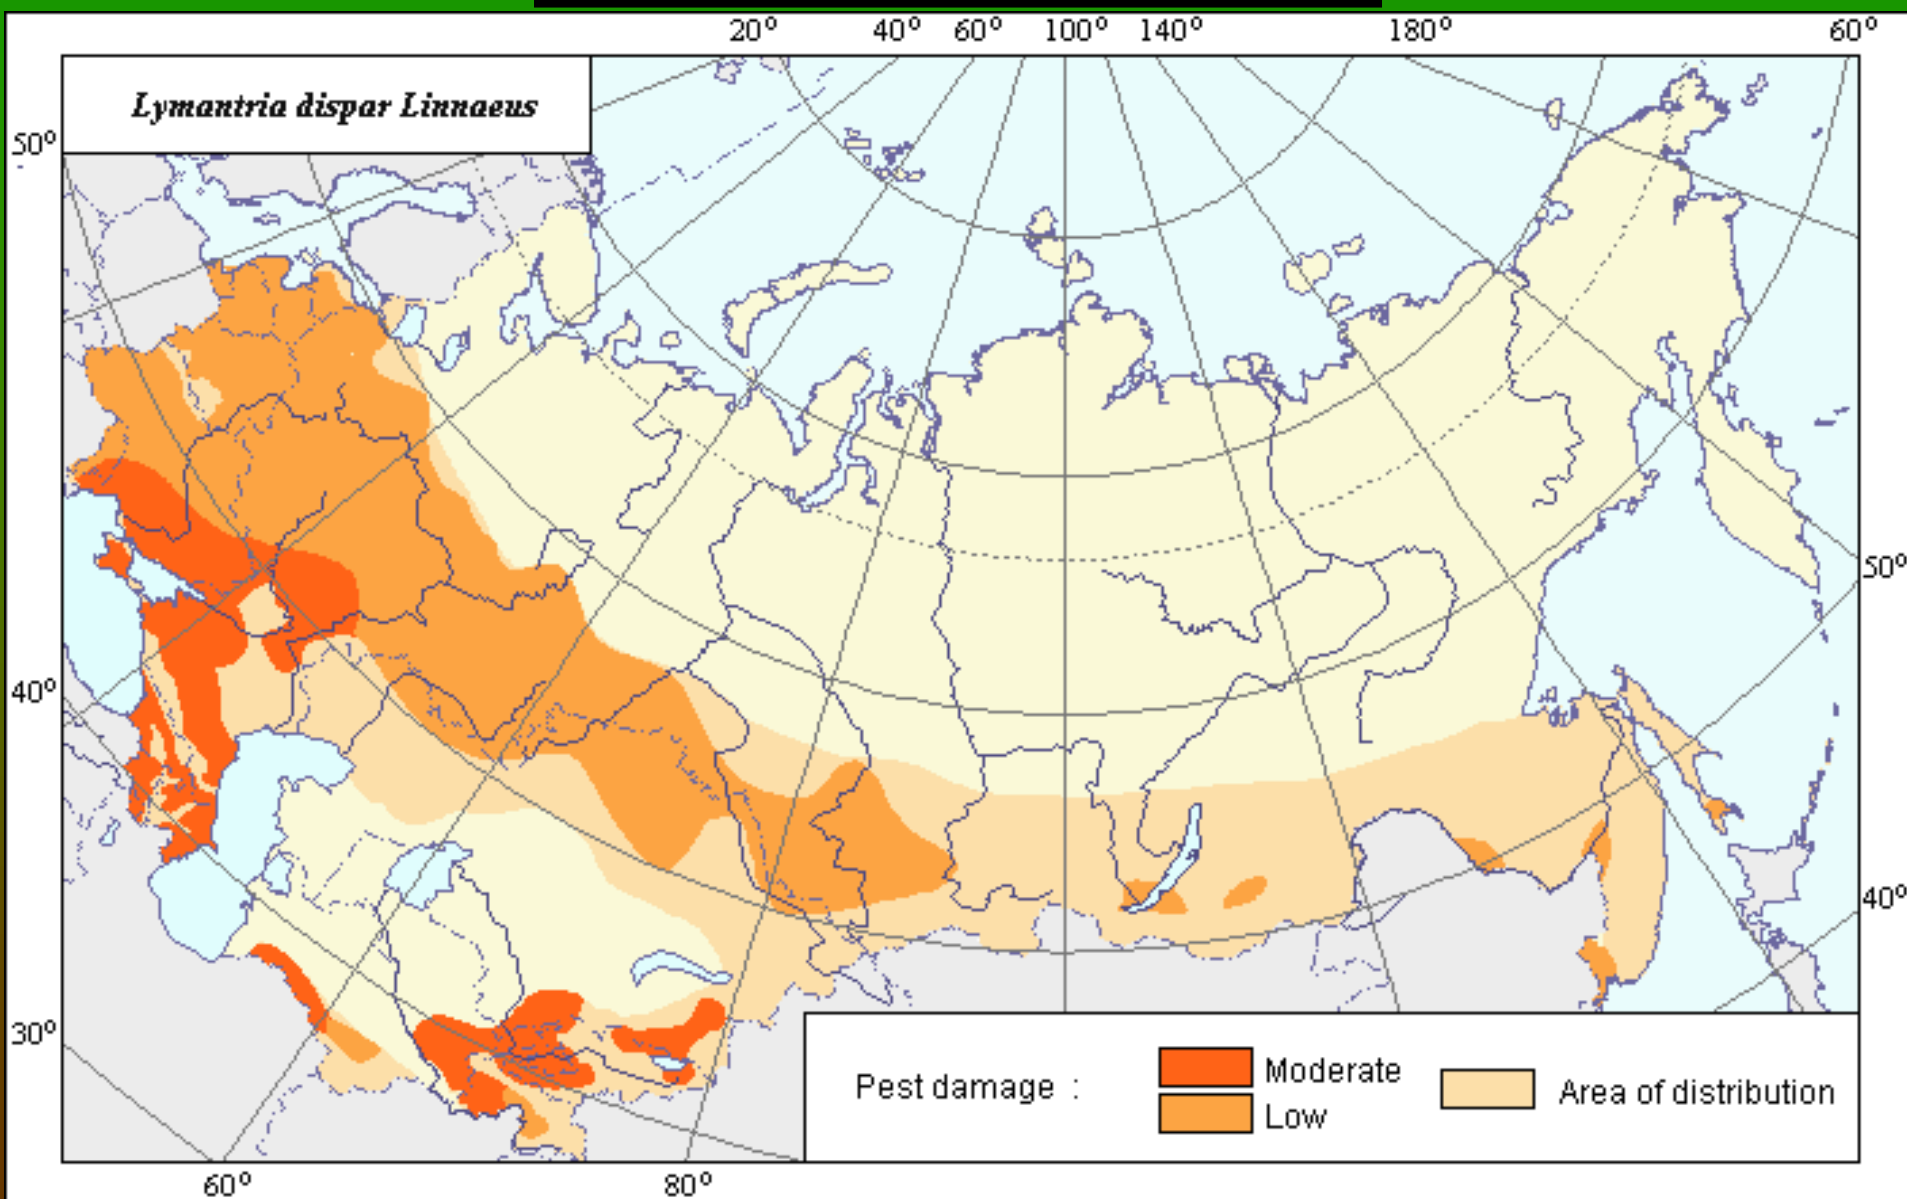 20° 40° 60° 100° 140° 180° 60°
Lymantria dispar Linnaeus
50°
50°
40°
40°
30°
Pest damage :
Moderate
Low
Area of distribution
60° 80°